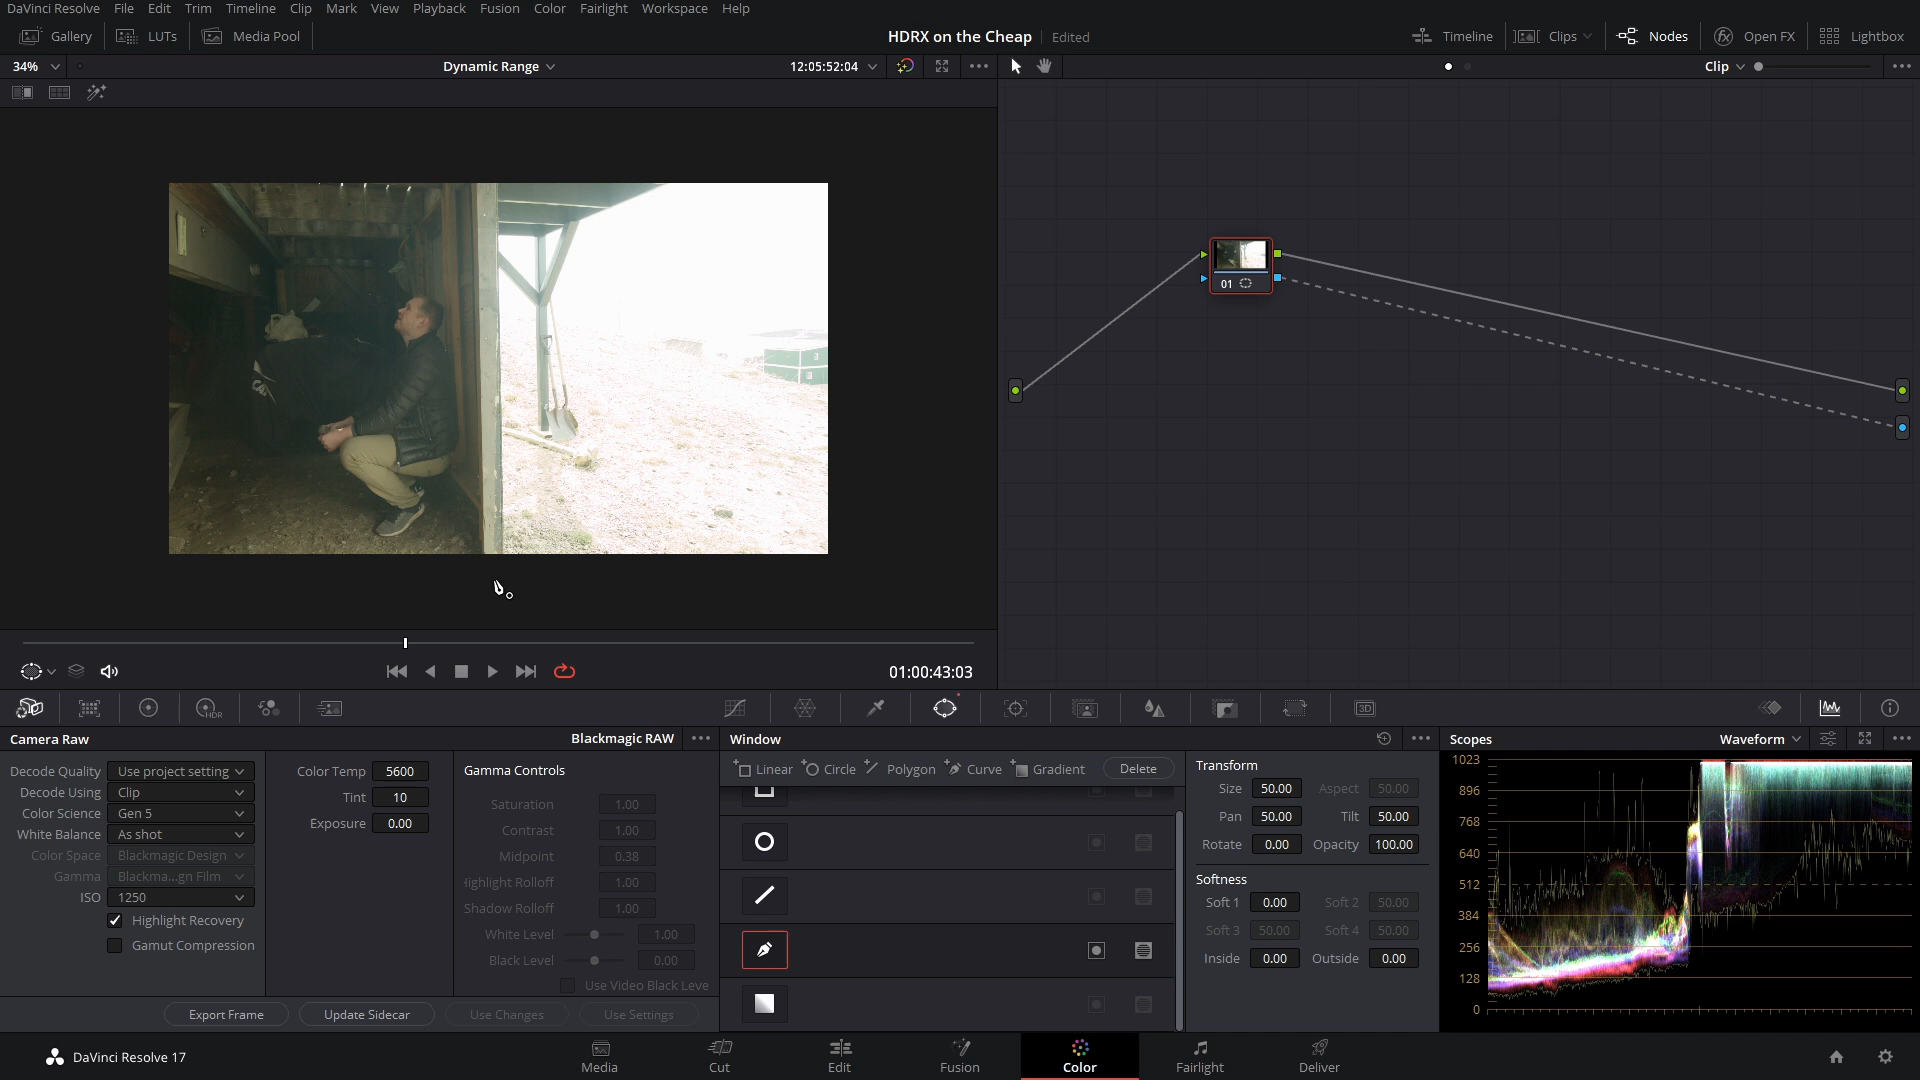 DaVinci Resolve File Edit Trim Timeline Clip Mark View Playback Fusion Color Fairlight Workspace Help
Gallery LUTs Media Pool HDRX on the Cheap Edited Timeline Clips Nodes Open FX Lightbox
34% Dynamic Range 12:05:52:04 Clip
01
01:00:43:03
HDR 3D
Camera Raw Blackmagic RAW
Decode Quality Use project setting
Decode Using Clip
Color Science Gen 5
White Balance As shot
Color Space Blackmagic Design
Gamma Blackma...gn Film
ISO 1250
Highlight Recovery
Gamut Compression
Color Temp 5600
Tint 10
Exposure 0.00
Gamma Controls
Saturation 1.00
Contrast 1.00
Midpoint 0.38
Highlight Rolloff 1.00
Shadow Rolloff 1.00
White Level 1.00
Black Level 0.00
Use Video Black Leve
Export Frame Update Sidecar Use Changes Use Settings
Window
Linear Circle Polygon Curve Gradient Delete
Transform
Size 50.00 Aspect 50.00
Pan 50.00 Tilt 50.00
Rotate 0.00 Opacity 100.00
Softness
Soft 1 0.00 Soft 2 50.00
Soft 3 50.00 Soft 4 50.00
Inside 0.00 Outside 0.00
Scopes Waveform
1023
896
768
640
512
384
256
128
0
DaVinci Resolve 17 Media Cut Edit Fusion Color Fairlight Deliver